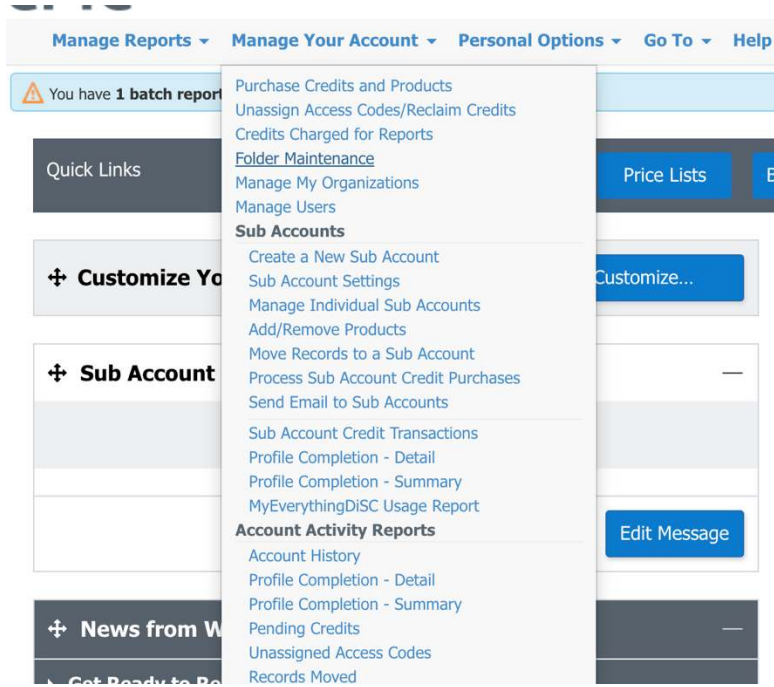 Manage Reports Manage Your Account Personal Options Go To Help
You have 1 batch report
Purchase Credits and Products
Unassign Access Codes/Reclaim Credits
Credits Charged for Reports
Folder Maintenance
Manage My Organizations
Manage Users
Quick Links
Price Lists
Sub Accounts
Create a New Sub Account
Sub Account Settings
Manage Individual Sub Accounts
Add/Remove Products
Move Records to a Sub Account
Process Sub Account Credit Purchases
Send Email to Sub Accounts
Customize Yo
Customize...
Sub Account
Sub Account Credit Transactions
Profile Completion - Detail
Profile Completion - Summary
MyEverythingDiSC Usage Report
Edit Message
Account Activity Reports
Account History
Profile Completion - Detail
Profile Completion - Summary
Pending Credits
Unassigned Access Codes
Records Moved
News from W
Get Ready to Re